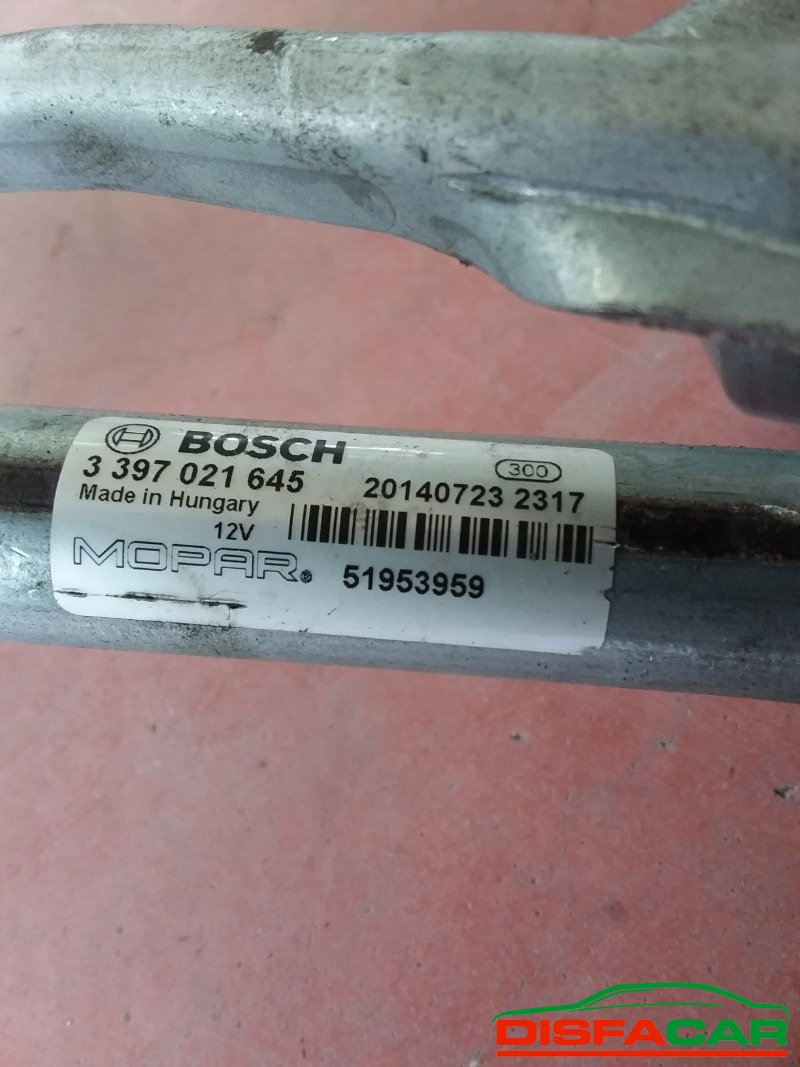 BOSCH
300
3 397 021 645
20140723 2317
Made in Hungary
12V
MOPAR®
51953959
DISFACAR